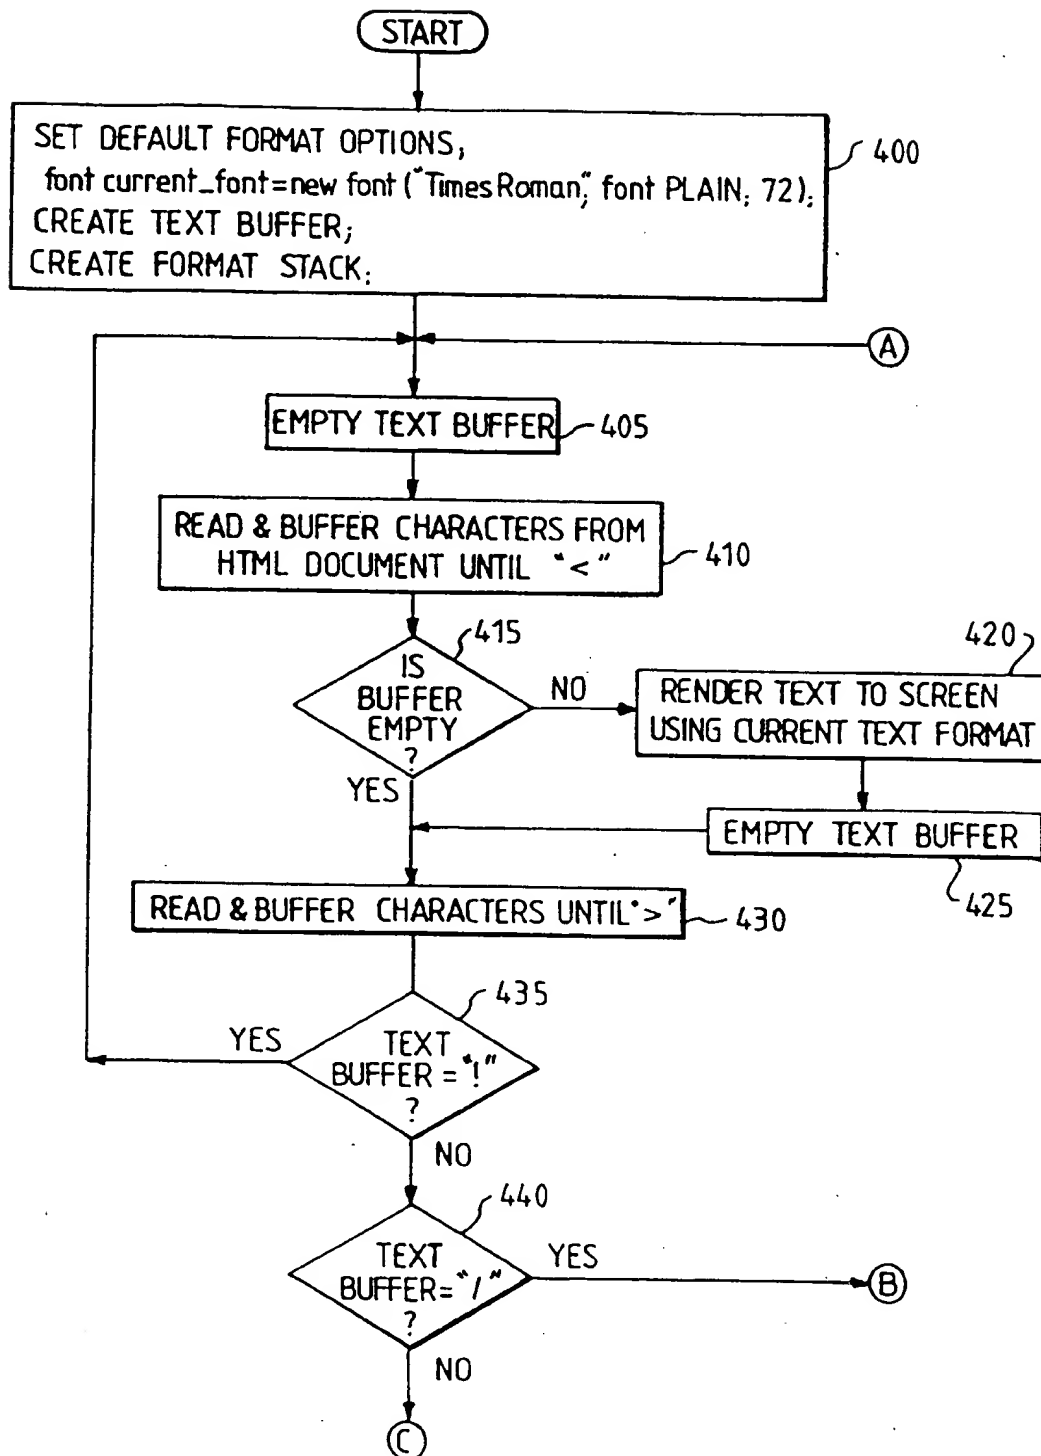 START
SET DEFAULT FORMAT OPTIONS;
font current_font=new font ("TimesRoman", font PLAIN, 72);
CREATE TEXT BUFFER;
CREATE FORMAT STACK;
400
A
EMPTY TEXT BUFFER
405
READ & BUFFER CHARACTERS FROM
HTML DOCUMENT UNTIL "<"
410
415
IS
BUFFER
EMPTY
?
NO
YES
420
RENDER TEXT TO SCREEN
USING CURRENT TEXT FORMAT
EMPTY TEXT BUFFER
425
READ & BUFFER CHARACTERS UNTIL ">"
430
435
YES
TEXT
BUFFER = "!"
?
NO
440
TEXT
BUFFER= "/"
?
YES
B
NO
C